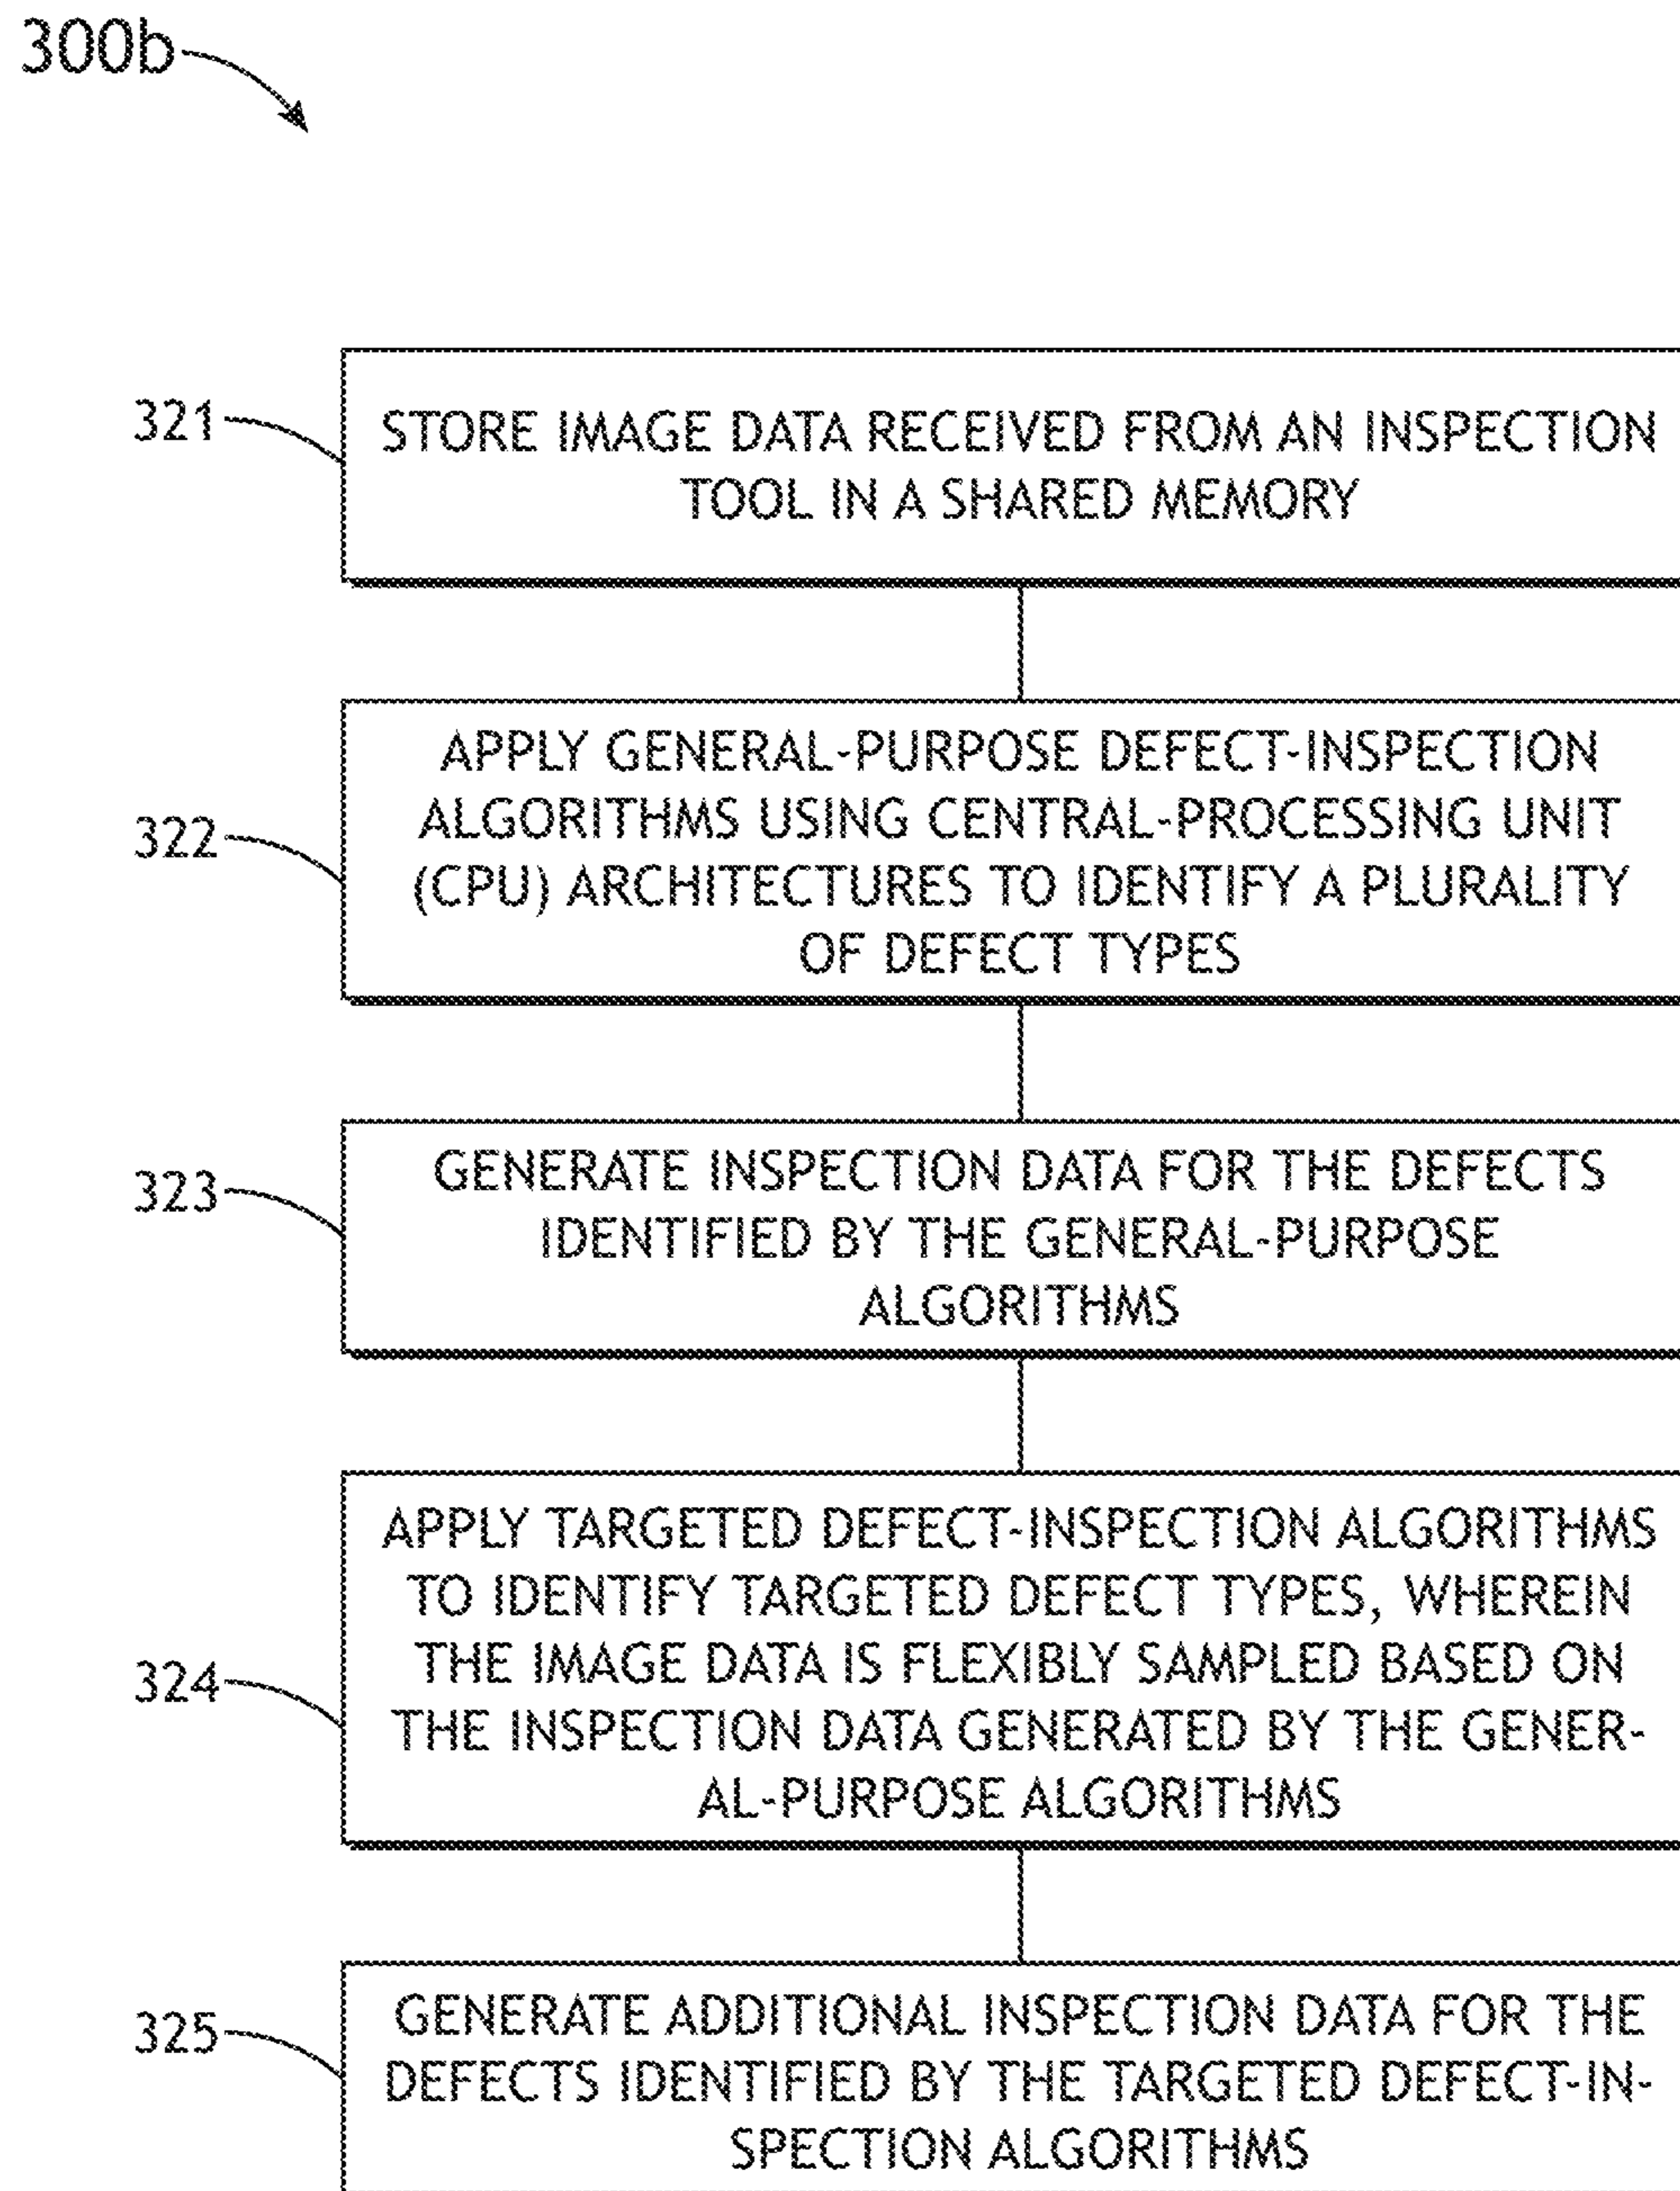 300b
321
STORE IMAGE DATA RECEIVED FROM AN INSPECTION
TOOL IN A SHARED MEMORY
322
APPLY GENERAL-PURPOSE DEFECT-INSPECTION
ALGORITHMS USING CENTRAL-PROCESSING UNIT
(CPU) ARCHITECTURES TO IDENTIFY A PLURALITY
OF DEFECT TYPES
323
GENERATE INSPECTION DATA FOR THE DEFECTS
IDENTIFIED BY THE GENERAL-PURPOSE
ALGORITHMS
324
APPLY TARGETED DEFECT-INSPECTION ALGORITHMS
TO IDENTIFY TARGETED DEFECT TYPES, WHEREIN
THE IMAGE DATA IS FLEXIBLY SAMPLED BASED ON
THE INSPECTION DATA GENERATED BY THE GENER-
AL-PURPOSE ALGORITHMS
325
GENERATE ADDITIONAL INSPECTION DATA FOR THE
DEFECTS IDENTIFIED BY THE TARGETED DEFECT-IN-
SPECTION ALGORITHMS